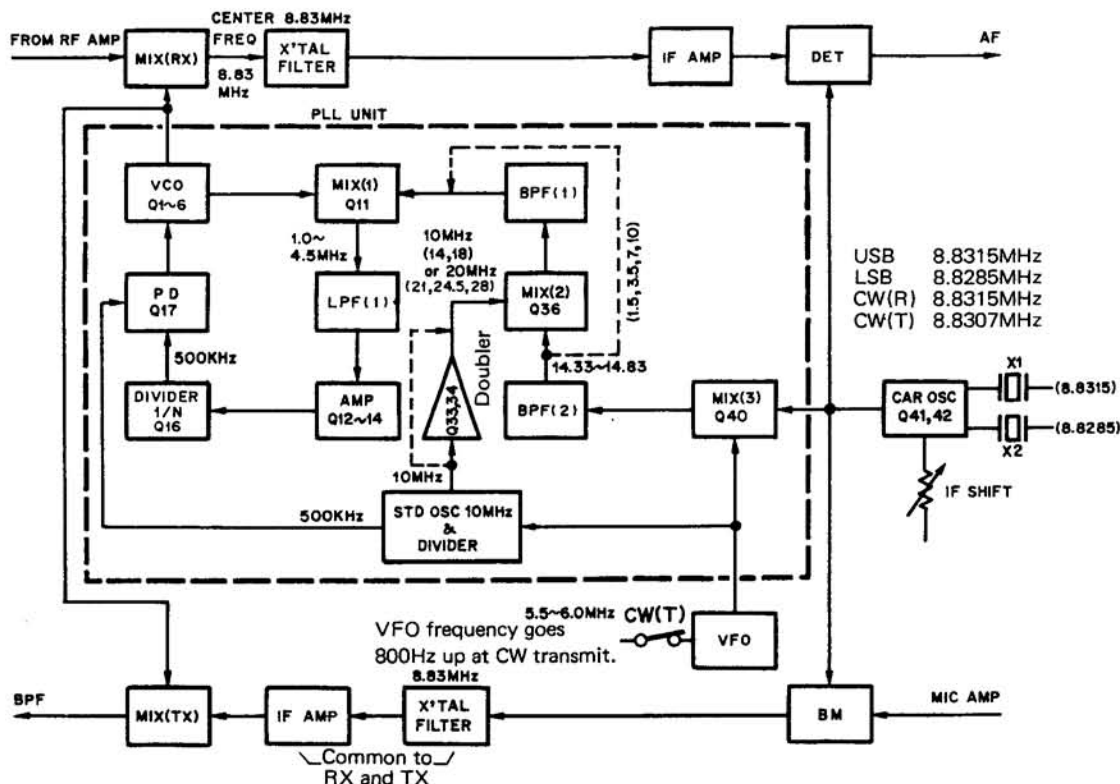 CENTER 8.83MHz
FROM RF AMP
MIX(RX)
FREQ
8.83
MHz
X'TAL
FILTER
IF AMP
DET
AF
PLL UNIT
VCO
Q1~6
MIX(1)
Q11
BPF(1)
1.0~
4.5MHz
10MHz
(14,18)
or 20MHz
(21,24.5,28)
(1.5,3.5,7,10)
PD
Q17
LPF(1)
MIX(2)
Q36
500KHz
14.33~14.83
DIVIDER
1/N
Q16
AMP
Q12~14
Q33,34
Doubler
BPF(2)
MIX(3)
Q40
10MHz
500KHz
STD OSC 10MHz
&
DIVIDER
USB 8.8315MHz
LSB 8.8285MHz
CW(R) 8.8315MHz
CW(T) 8.8307MHz
CAR OSC
Q41,42
X1
(8.8315)
(8.8285)
X2
IF SHIFT
5.5~6.0MHz
CW(T)
VFO
VFO frequency goes
800Hz up at CW transmit.
8.83MHz
BPF
MIX(TX)
IF AMP
X'TAL
FILTER
BM
MIC AMP
Common to
RX and TX